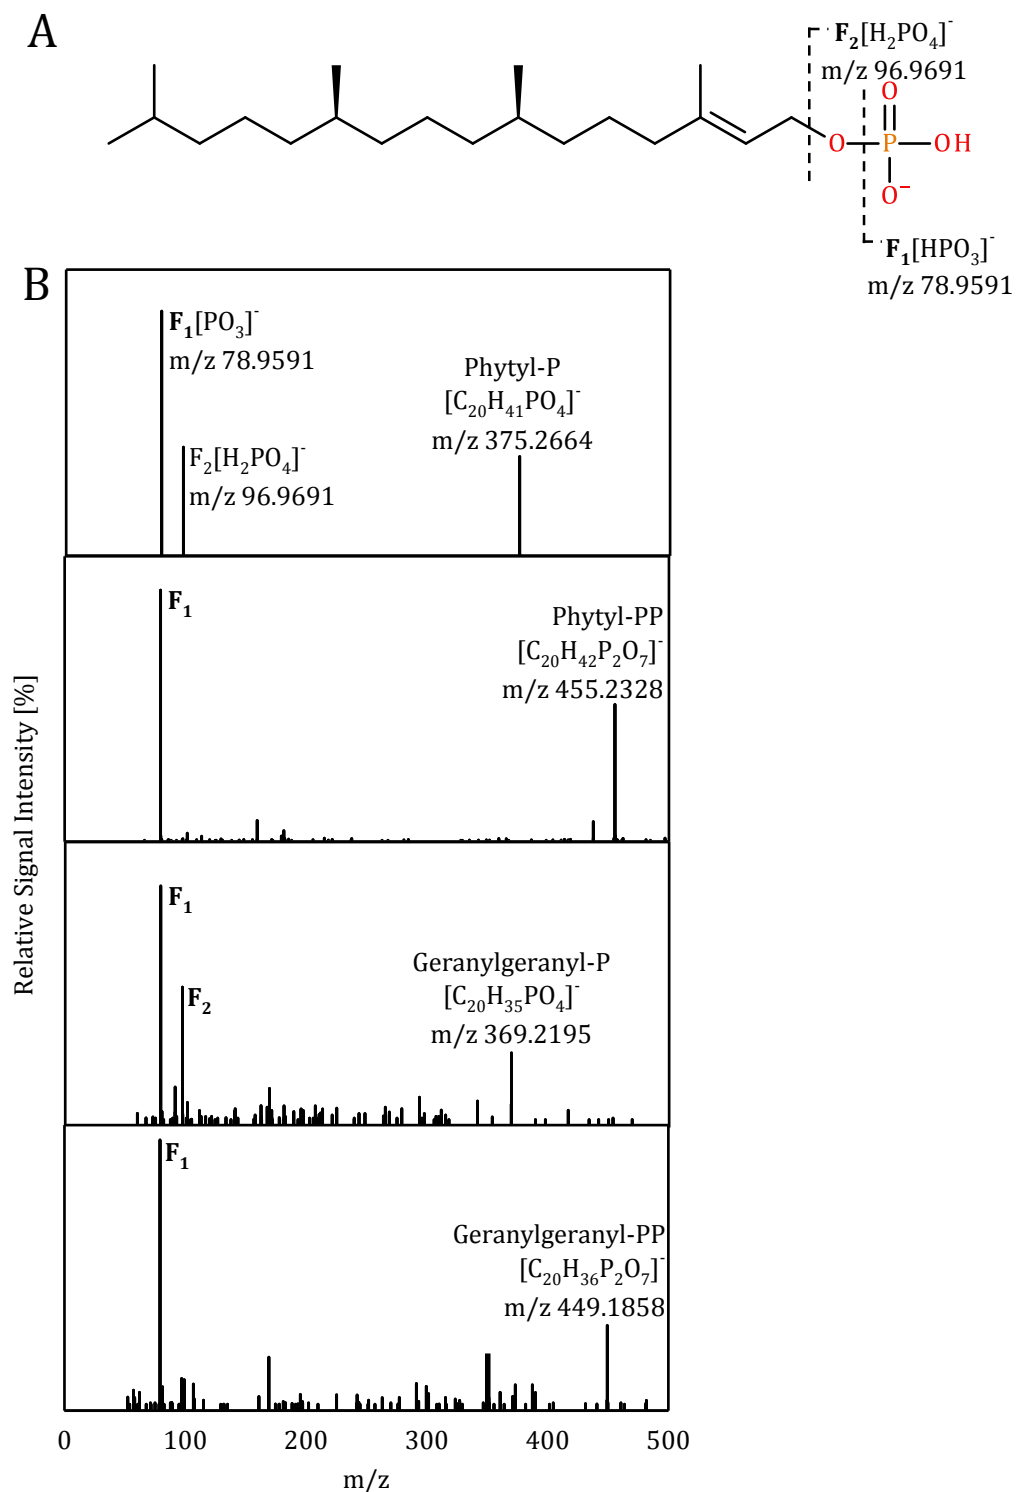 A
F₂[H₂PO₄]⁻
m/z 96.9691
O
O P OH
O⁻
F₁[HPO₃]⁻
m/z 78.9591
B
F₁[PO₃]⁻
m/z 78.9591
Phytyl-P
[C₂₀H₄₁PO₄]⁻
m/z 375.2664
F₂[H₂PO₄]⁻
m/z 96.9691
F₁
Phytyl-PP
[C₂₀H₄₂P₂O₇]⁻
m/z 455.2328
F₁
F₂
Geranylgeranyl-P
[C₂₀H₃₅PO₄]⁻
m/z 369.2195
F₁
Geranylgeranyl-PP
[C₂₀H₃₆P₂O₇]⁻
m/z 449.1858
Relative Signal Intensity [%]
0 100 200 300 400 500
m/z